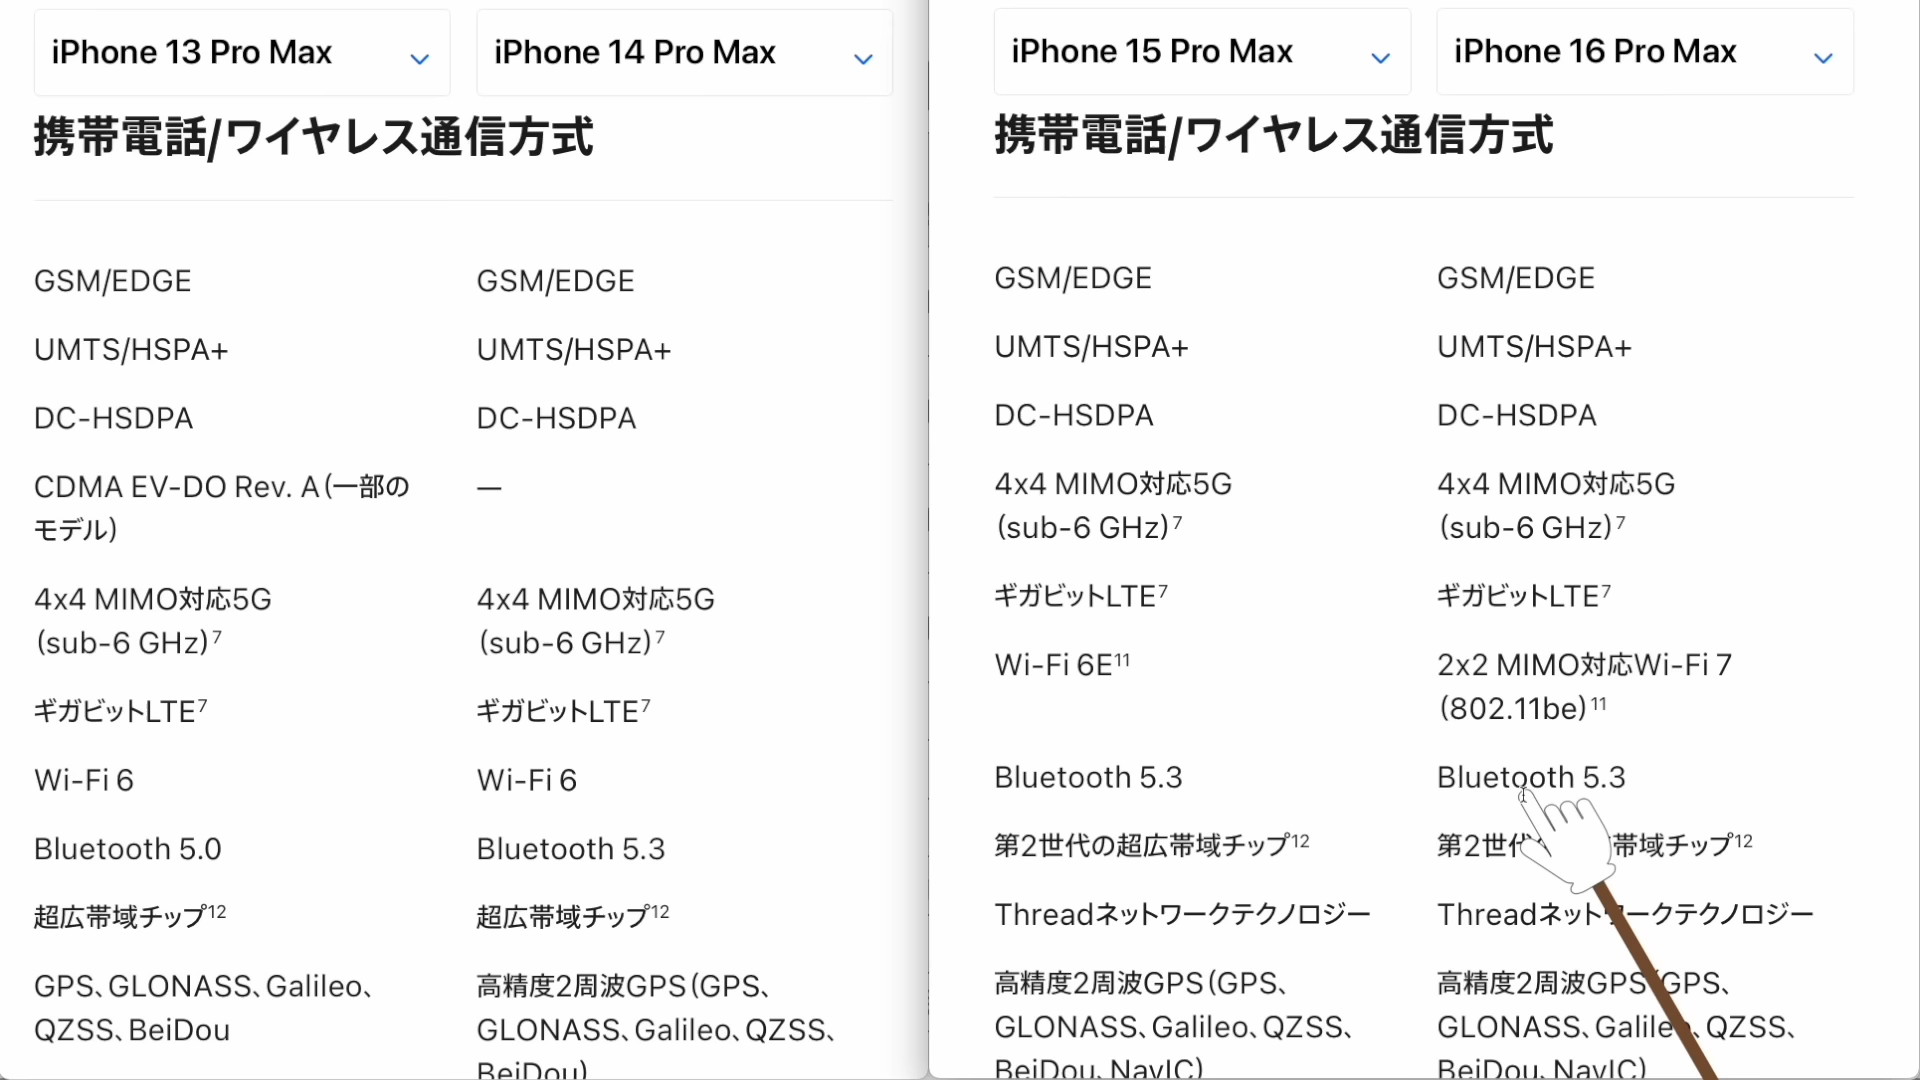 iPhone 13 Pro Max
iPhone 14 Pro Max
携帯電話/ワイヤレス通信方式
GSM/EDGE
GSM/EDGE
UMTS/HSPA+
UMTS/HSPA+
DC-HSDPA
DC-HSDPA
CDMA EV-DO Rev. A(一部の
モデル)
—
4x4 MIMO対応5G
(sub-6 GHz)7
4x4 MIMO対応5G
(sub-6 GHz)7
ギガビットLTE7
ギガビットLTE7
Wi-Fi 6
Wi-Fi 6
Bluetooth 5.0
Bluetooth 5.3
超広帯域チップ12
超広帯域チップ12
GPS、GLONASS、Galileo、
QZSS、BeiDou
高精度2周波GPS(GPS、
GLONASS、Galileo、QZSS、
BeiDou)
iPhone 15 Pro Max
iPhone 16 Pro Max
携帯電話/ワイヤレス通信方式
GSM/EDGE
GSM/EDGE
UMTS/HSPA+
UMTS/HSPA+
DC-HSDPA
DC-HSDPA
4x4 MIMO対応5G
(sub-6 GHz)7
4x4 MIMO対応5G
(sub-6 GHz)7
ギガビットLTE7
ギガビットLTE7
Wi-Fi 6E11
2x2 MIMO対応Wi-Fi 7
(802.11be)11
Bluetooth 5.3
Bluetooth 5.3
第2世代の超広帯域チップ12
第2世代 帯域チップ12
Threadネットワークテクノロジー
Threadネットワークテクノロジー
高精度2周波GPS(GPS、
GLONASS、Galileo、QZSS、
BeiDou、NavIC)
高精度2周波GPS(GPS、
GLONASS、Galileo、QZSS、
BeiDou、NavIC)